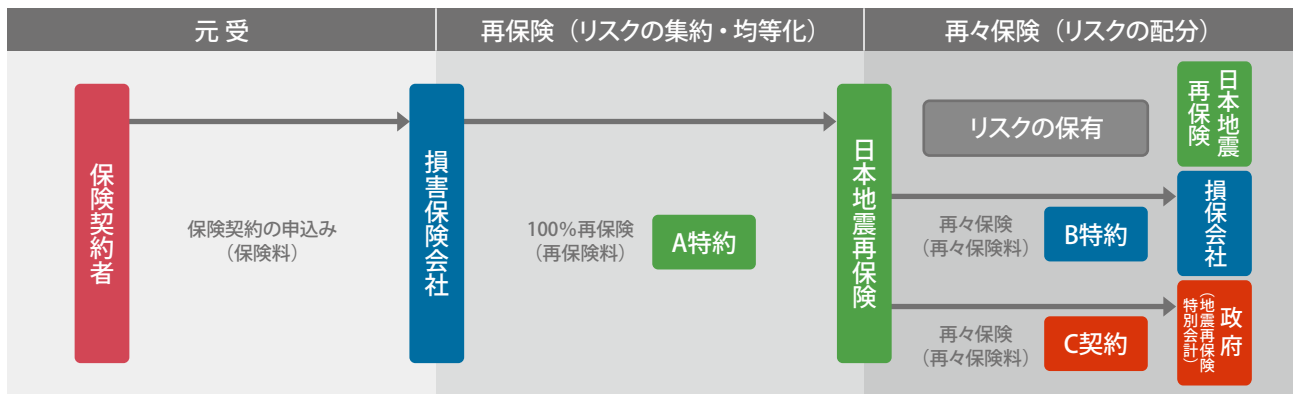 元 受
再保険（リスクの集約・均等化）
再々保険（リスクの配分）
保険契約者
保険契約の申込み
（保険料）
損害保険会社
100％再保険
（再保険料）
A特約
日本地震再保険
リスクの保有
日本地震
再保険
再々保険
（再々保険料）
B特約
損保会社
再々保険
（再々保険料）
C契約
政府
（地震再保険
特別会計）